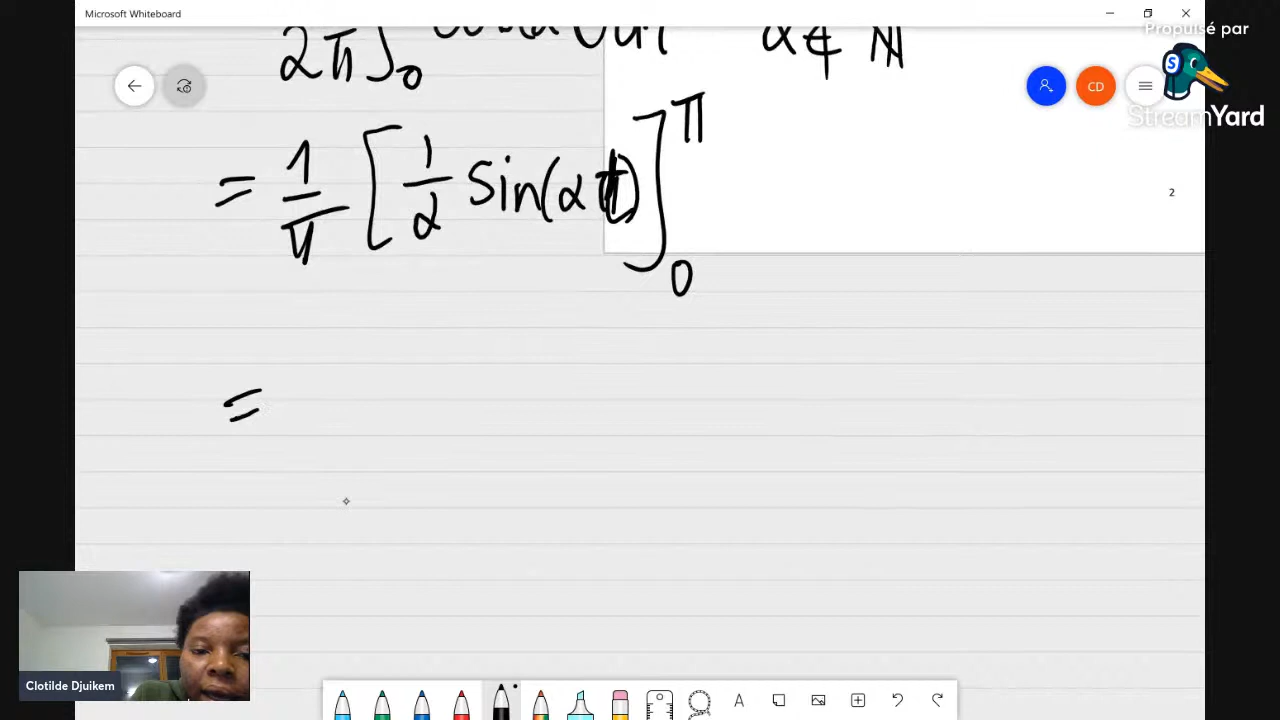 Microsoft Whiteboard
Propulsé par
StreamYard
CD
2π ∫₀ α ∉ ℕ
= 1/π [ 1/α sin(αt) ]₀^π
2
=
Clotilde Djuikem
A